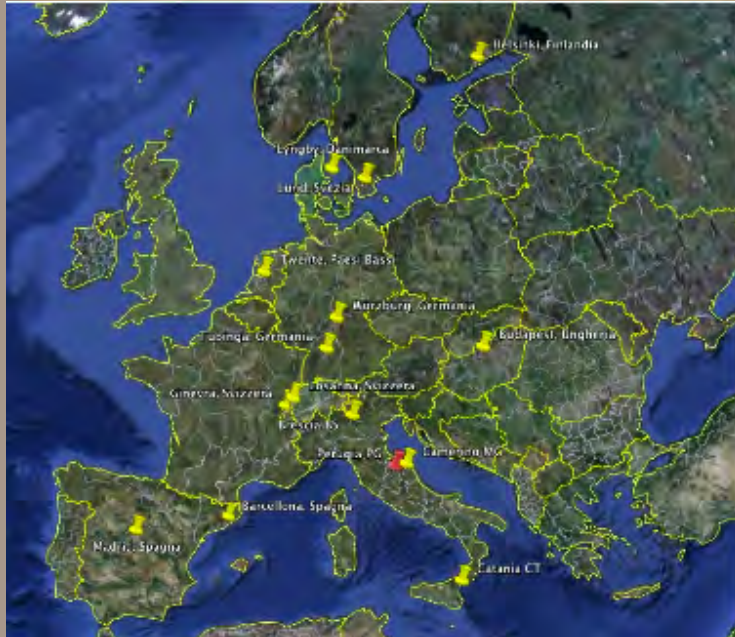 Helsinki, Finlandia
Lyngby, Danimarca
Lund, Svezia
Twente, Paesi Bassi
Wurzburg, Germania
Tubinga, Germania
Budapest, Ungheria
Losanna, Svizzera
Ginevra, Svizzera
Brescia BS
Perugia PG
Camerino MC
Barcellona, Spagna
Madrid, Spagna
Catania CT